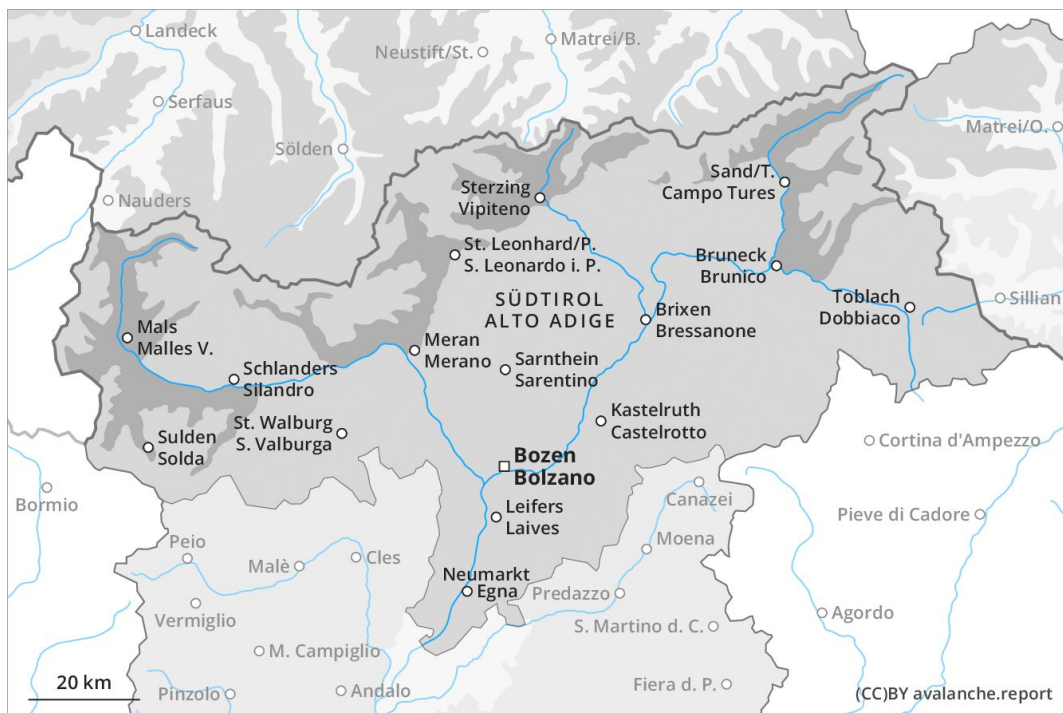 Landeck
Neustift/St.
Matrei/B.
Serfaus
Matrei/O.
Sölden
Sand/T.
Campo Tures
Sterzing
Vipiteno
Nauders
St. Leonhard/P.
S. Leonardo i. P.
Bruneck
Brunico
SÜDTIROL
ALTO ADIGE
Toblach
Dobbiaco
Sillian
Brixen
Bressanone
Mals
Malles V.
Meran
Merano
Sarnthein
Sarentino
Schlanders
Silandro
Kastelruth
Castelrotto
St. Walburg
S. Valburga
Sulden
Solda
Cortina d'Ampezzo
Bozen
Bolzano
Bormio
Canazei
Leifers
Laives
Pieve di Cadore
Moena
Peio
Malè
Cles
Neumarkt
Egna
Predazzo
Vermiglio
Agordo
S. Martino d. C.
M. Campiglio
20 km
Pinzolo
Andalo
Fiera d. P.
(CC)BY avalanche.report